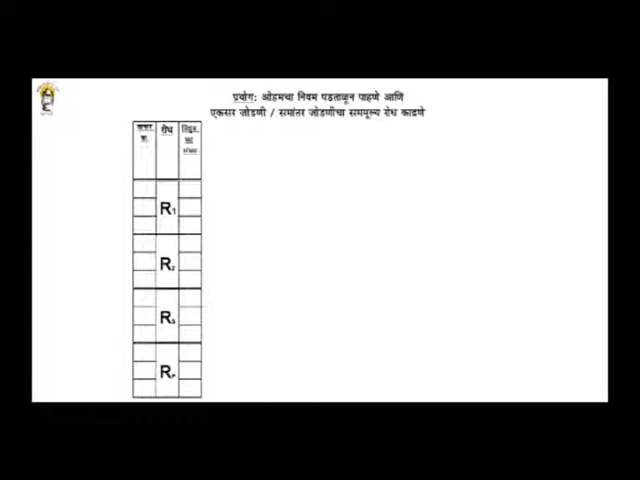 प्रयोग: ओहमचा नियम पडताळून पाहणे आणि
एकसर जोडणी / समांतर जोडणीचा सममूल्य रोध काढणे
रोध
R1
R2
R3
R